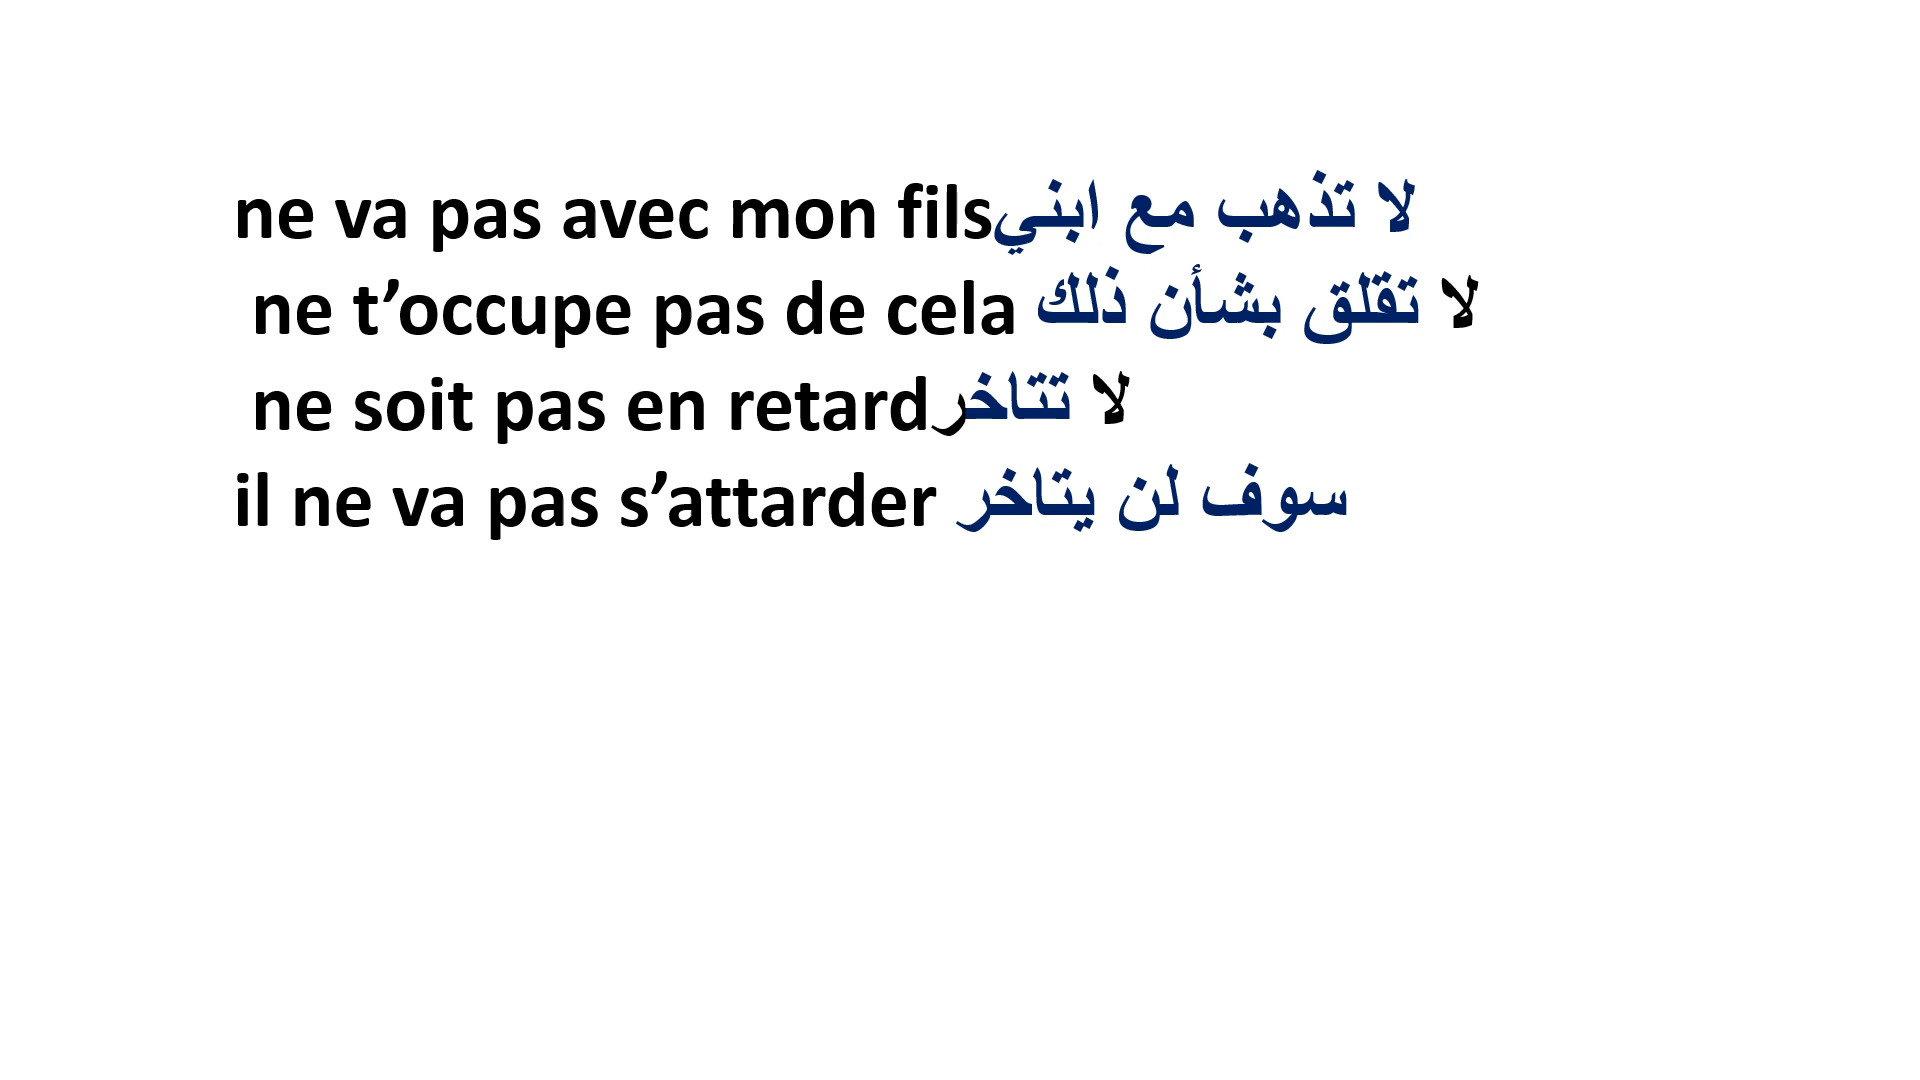 ne va pas avec mon filsلا تذهب مع ابني
ne t’occupe pas de cela لا تقلق بشأن ذلك
ne soit pas en retardلا تتاخر
il ne va pas s’attarder سوف لن يتاخر